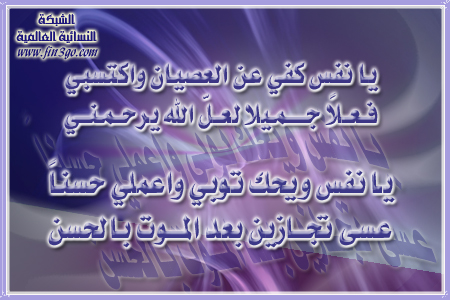 الشبكة
النسائية العالمية
www.fin3go.com
يا نفس كفي عن العصيان واكتسبي
فعلاً جميلا لعلّ الله يرحمني
يا نفس ويحك توبي واعملي حسناً
عسى تجازين بعد الموت بالحسن